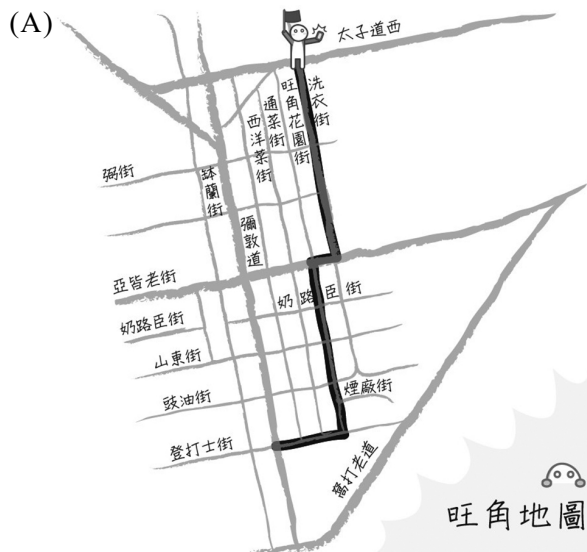 (A)
太子道西
洗衣街
旺角花園街
通菜街
西洋菜街
弼街
砵蘭街
彌敦道
亞皆老街
奶路臣街
奶路臣街
山東街
豉油街
煙廠街
登打士街
窩打老道
旺角地圖